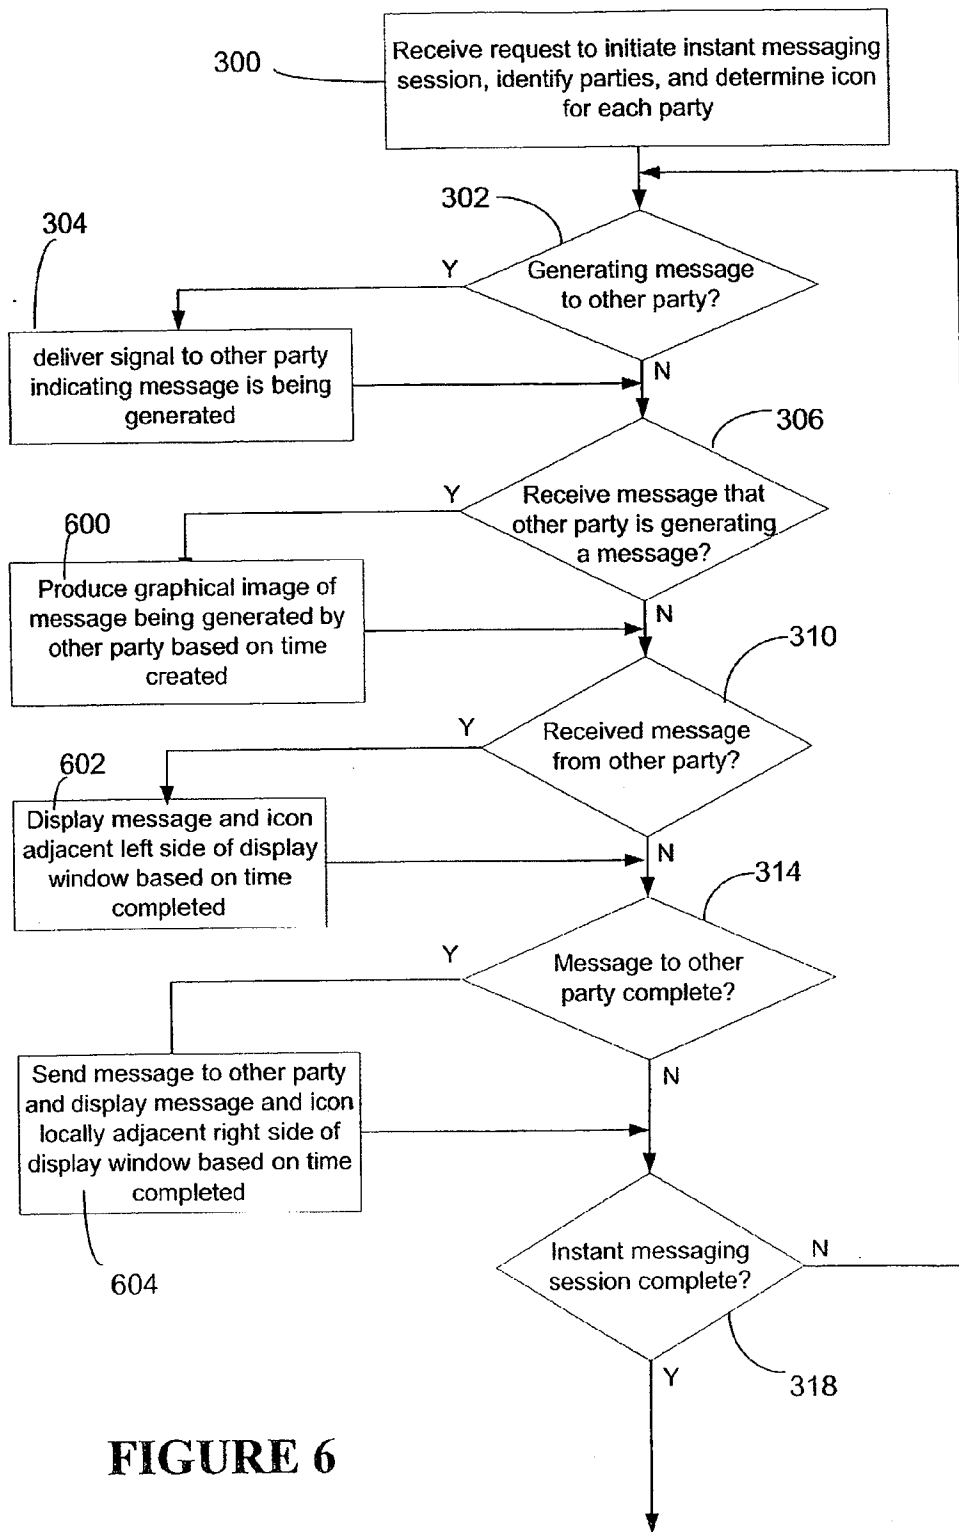 300
Receive request to initiate instant messaging
session, identify parties, and determine icon
for each party
302
304
Y
Generating message
to other party?
deliver signal to other party
indicating message is being
generated
N
306
Y
Receive message that
other party is generating
a message?
600
Produce graphical image of
message being generated by
other party based on time
created
N
310
Y
Received message
from other party?
602
Display message and icon
adjacent left side of display
window based on time
completed
N
314
Y
Message to other
party complete?
Send message to other party
and display message and icon
locally adjacent right side of
display window based on time
completed
N
604
Instant messaging
session complete?
N
318
Y
FIGURE 6